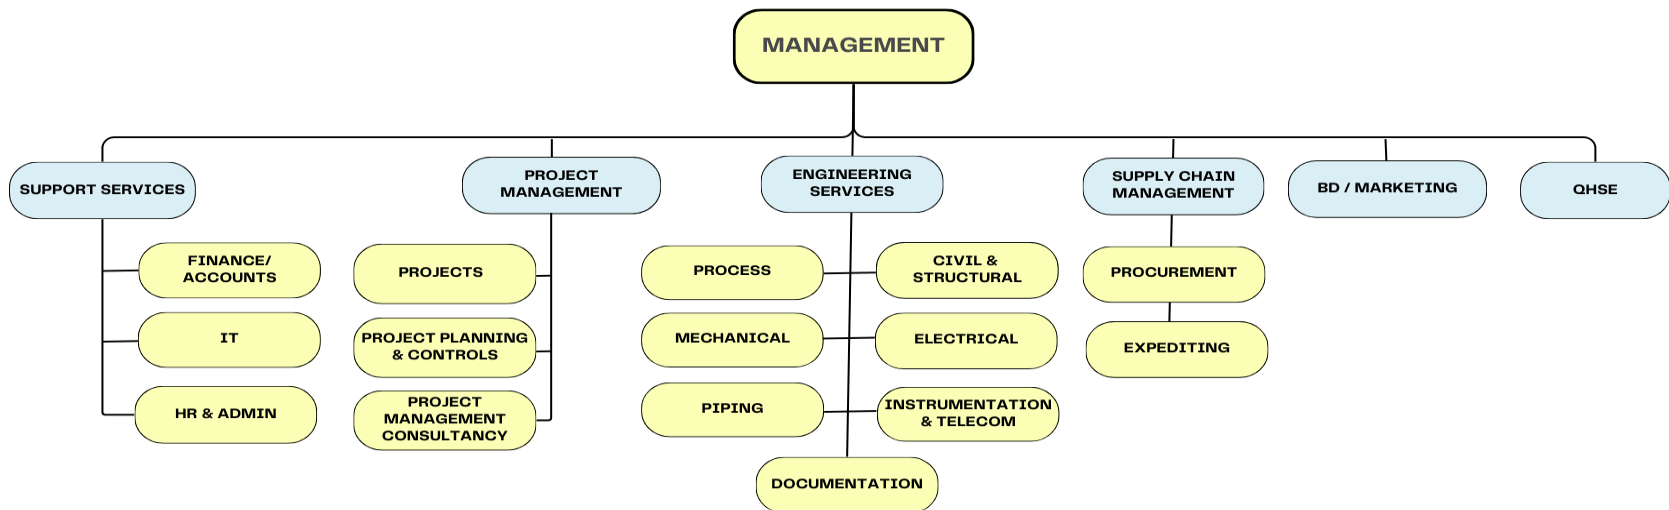 MANAGEMENT
SUPPORT SERVICES
PROJECT
MANAGEMENT
ENGINEERING
SERVICES
SUPPLY CHAIN
MANAGEMENT
BD / MARKETING
QHSE
FINANCE/
ACCOUNTS
IT
HR & ADMIN
PROJECTS
PROJECT PLANNING
& CONTROLS
PROJECT
MANAGEMENT
CONSULTANCY
PROCESS
CIVIL &
STRUCTURAL
MECHANICAL
ELECTRICAL
PIPING
INSTRUMENTATION
& TELECOM
DOCUMENTATION
PROCUREMENT
EXPEDITING